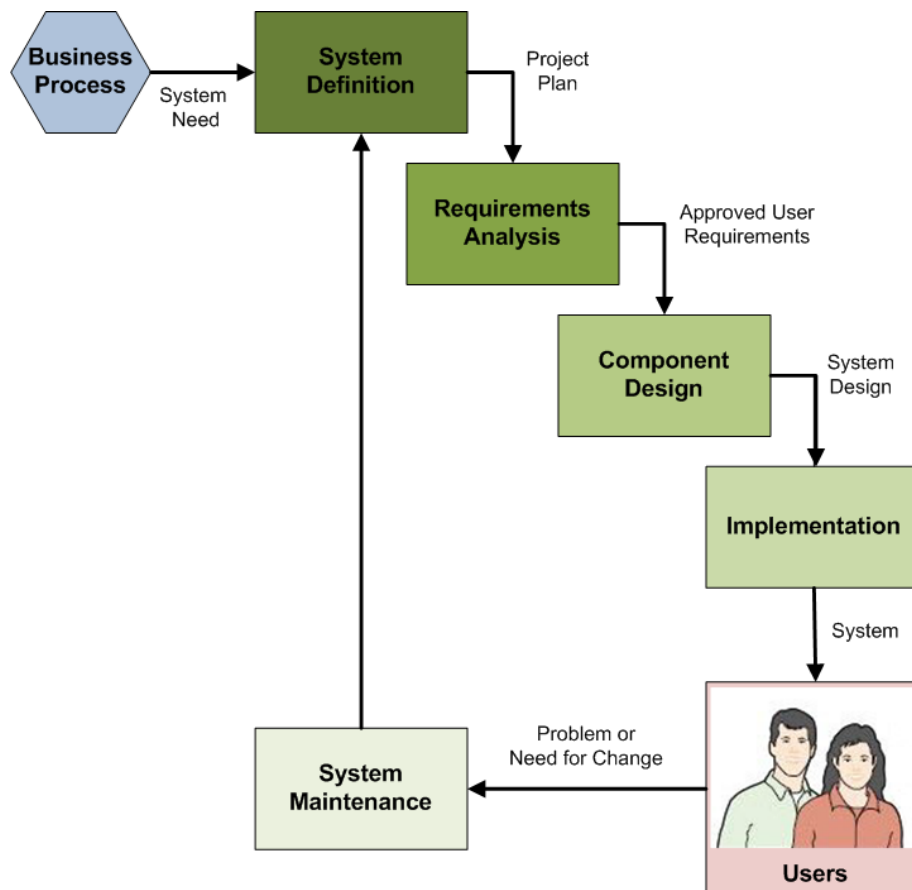 Business
Process
System
Need
System
Definition
Project
Plan
Requirements
Analysis
Approved User
Requirements
Component
Design
System
Design
Implementation
System
Users
Problem or
Need for Change
System
Maintenance